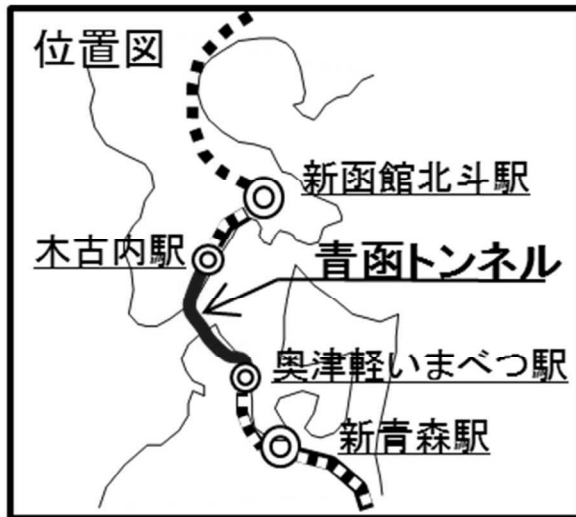 位置図
新函館北斗駅
木古内駅
青函トンネル
奥津軽いまべつ駅
新青森駅